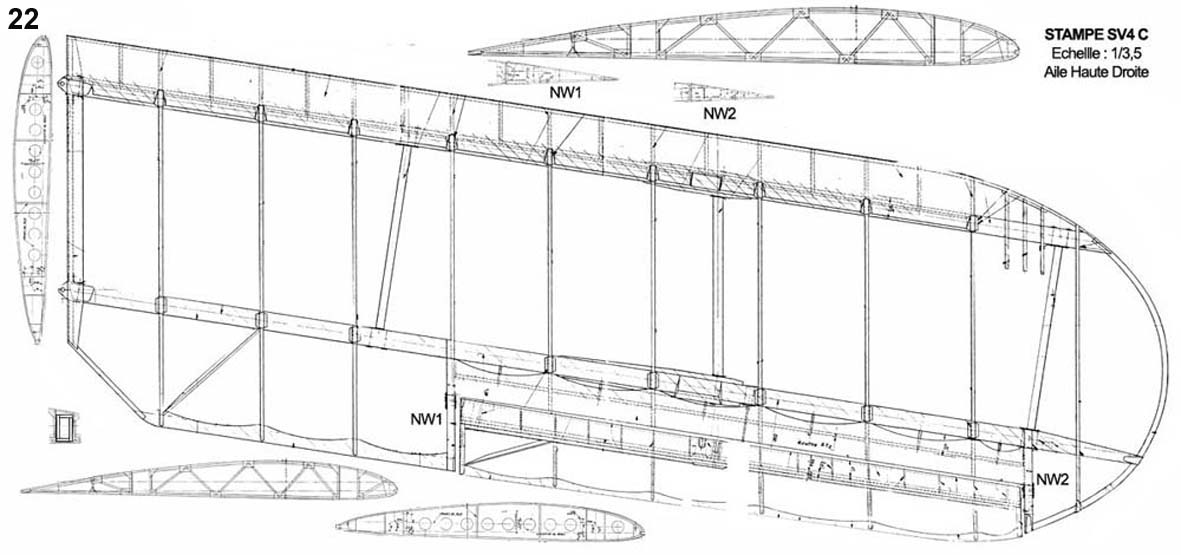 22
STAMPE SV4 C
Echellle : 1/3,5
Aile Haute Droite
NW1
NW2
NW1
NW2